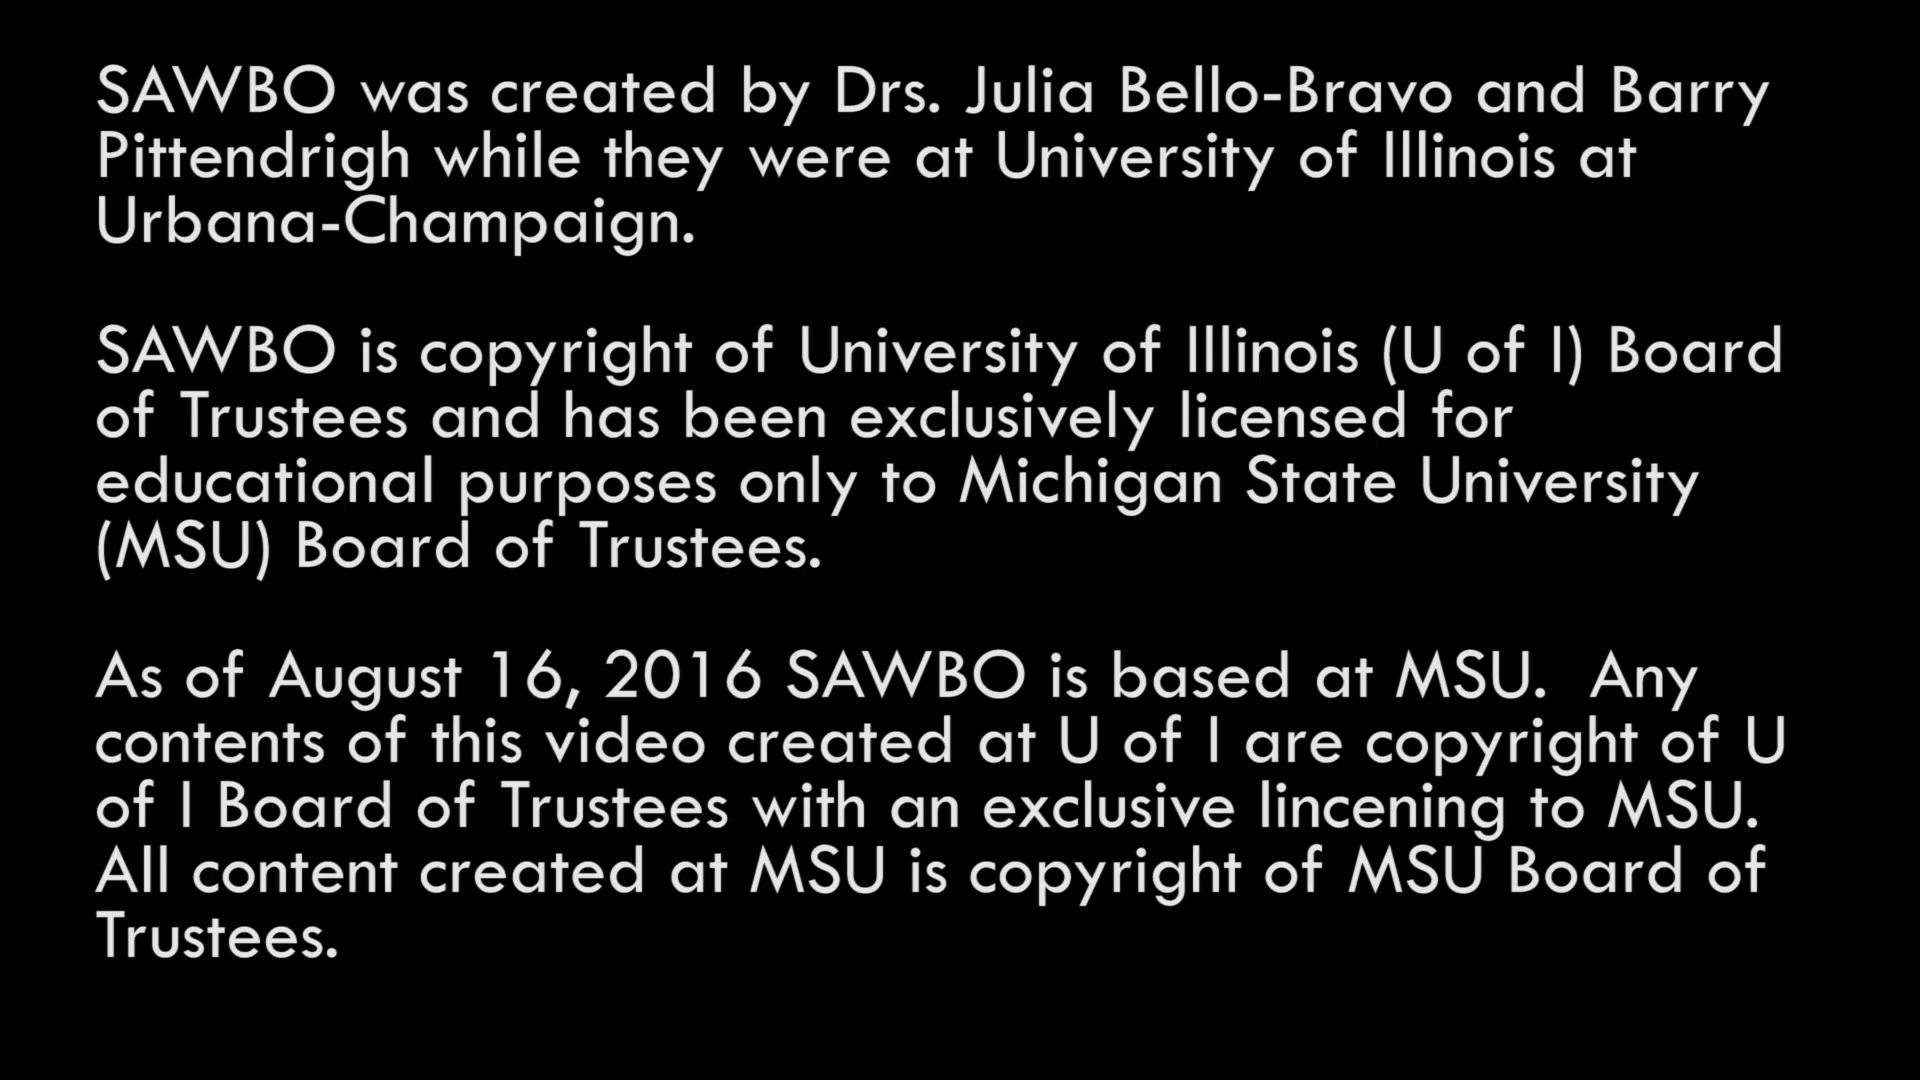 SAWBO was created by Drs. Julia Bello-Bravo and Barry
Pittendrigh while they were at University of Illinois at
Urbana-Champaign.
SAWBO is copyright of University of Illinois (U of I) Board
of Trustees and has been exclusively licensed for
educational purposes only to Michigan State University
(MSU) Board of Trustees.
As of August 16, 2016 SAWBO is based at MSU.  Any
contents of this video created at U of I are copyright of U
of I Board of Trustees with an exclusive lincening to MSU.
All content created at MSU is copyright of MSU Board of
Trustees.